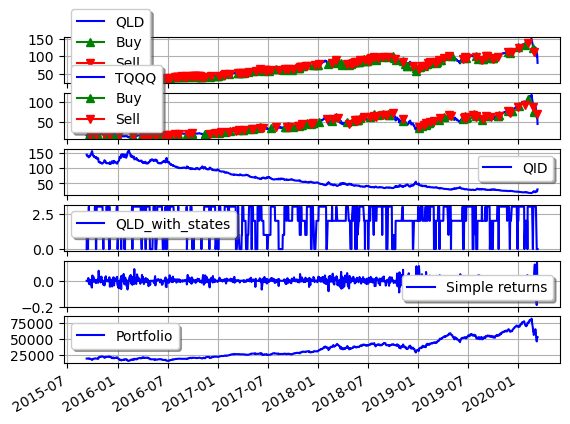 QLD
Buy
Sell
150
100
50
TQQQ
Buy
Sell
100
50
150
100
50
QID
2.5
0.0
QLD_with_states
0.0
−0.2
Simple returns
75000
50000
25000
Portfolio
2015-07
2016-01
2016-07
2017-01
2017-07
2018-01
2018-07
2019-01
2019-07
2020-01